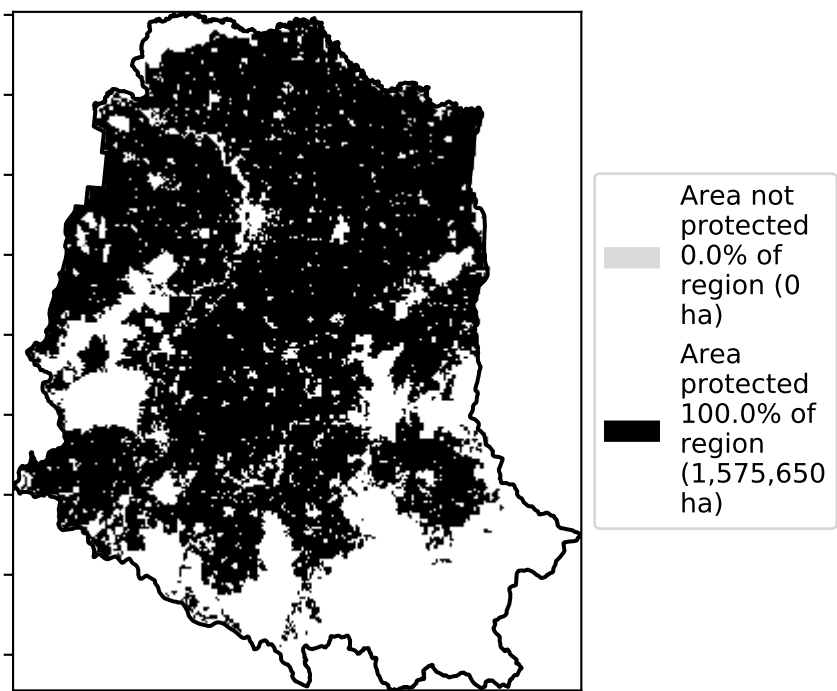 Area not
protected
0.0% of
region (0
ha)
Area
protected
100.0% of
region
(1,575,650
ha)